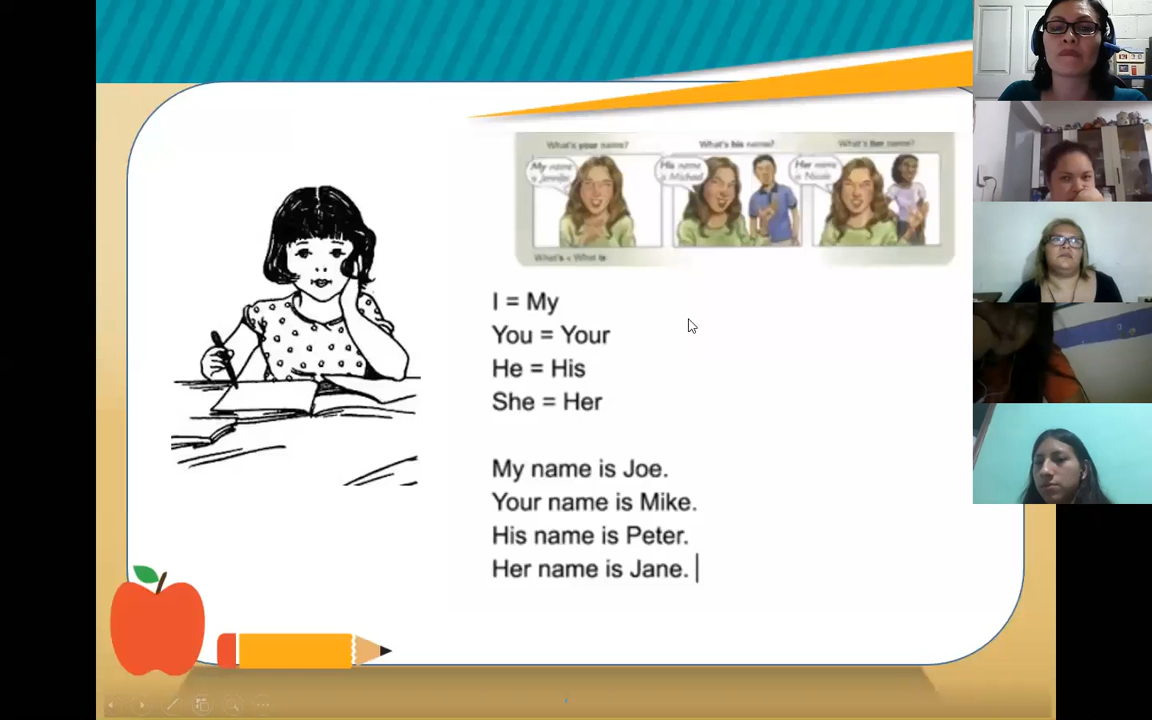 What's your name?
What's his name?
What's her name?
My name
is Jennifer.
His name
is Michael.
Her name
is Nicole.
What's = What is
I = My
You = Your
He = His
She = Her
My name is Joe.
Your name is Mike.
His name is Peter.
Her name is Jane.